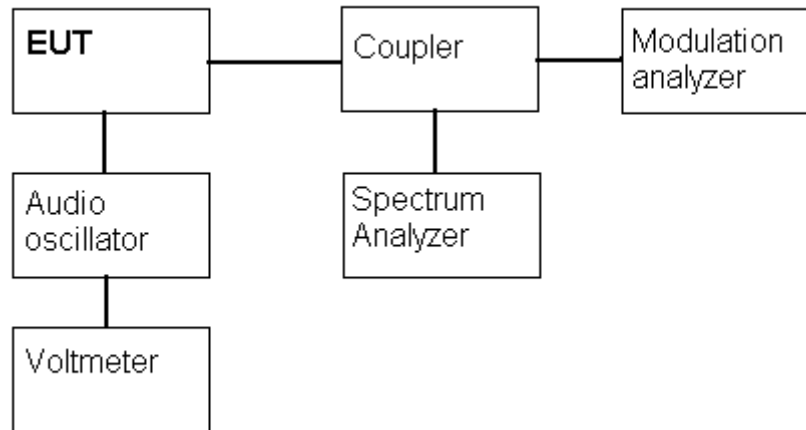 EUT
Coupler
Modulation
analyzer
Audio
oscillator
Spectrum
Analyzer
Voltmeter